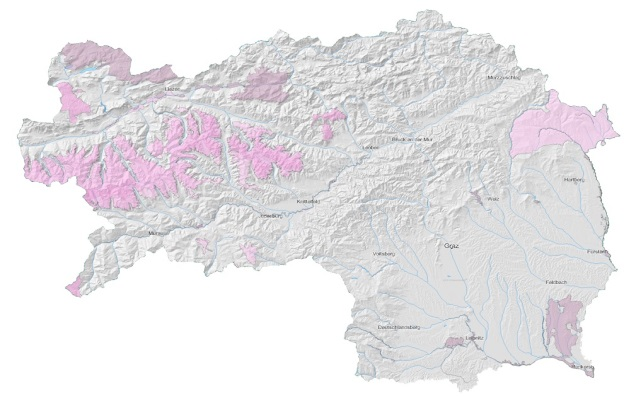 Mürzzuschlag
Liezen
Bruck an der Mur
Leoben
Hartberg
Weiz
Knittelfeld
Judenburg
Murau
Graz
Voitsberg
Fürstenfeld
Feldbach
Deutschlandsberg
Leibnitz